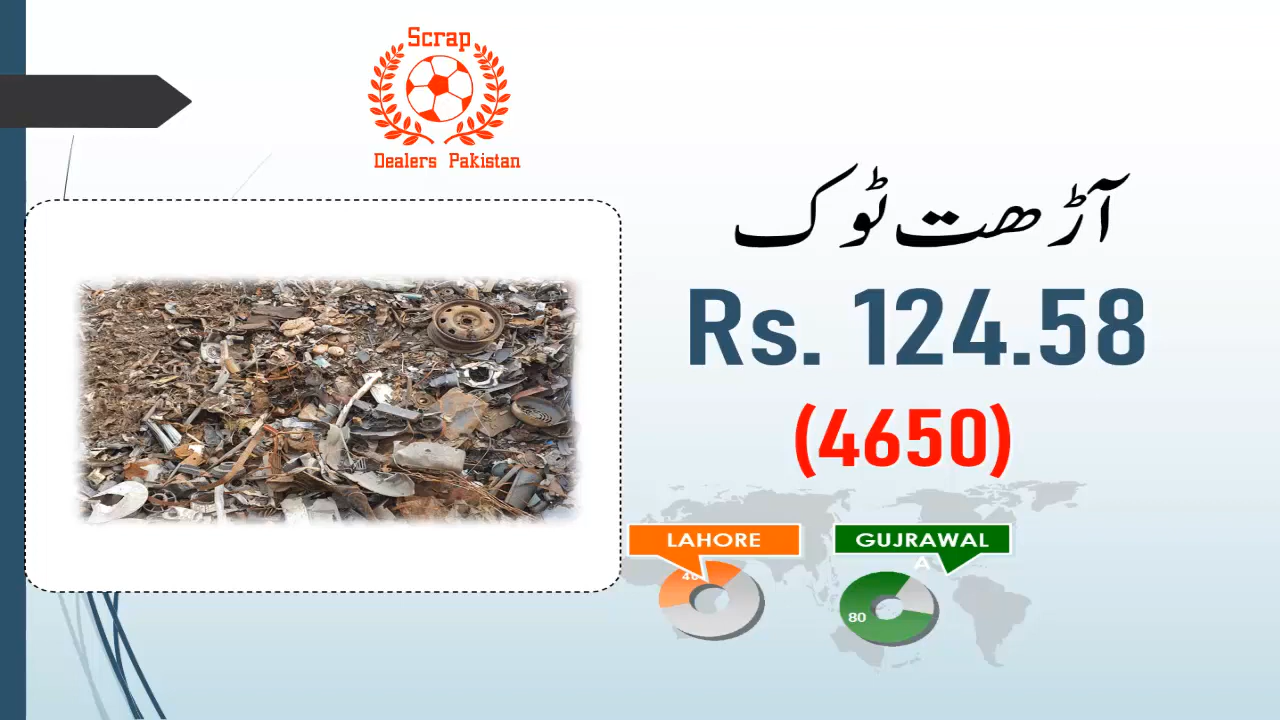 Scrap
Dealers Pakistan
آڑھت ٹوک
Rs. 124.58
(4650)
LAHORE
GUJRAWAL
A
80